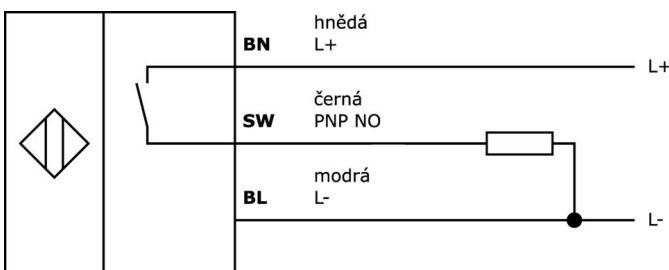 hnědá
BN L+
L+
černá
SW PNP NO
modrá
BL L-
L-